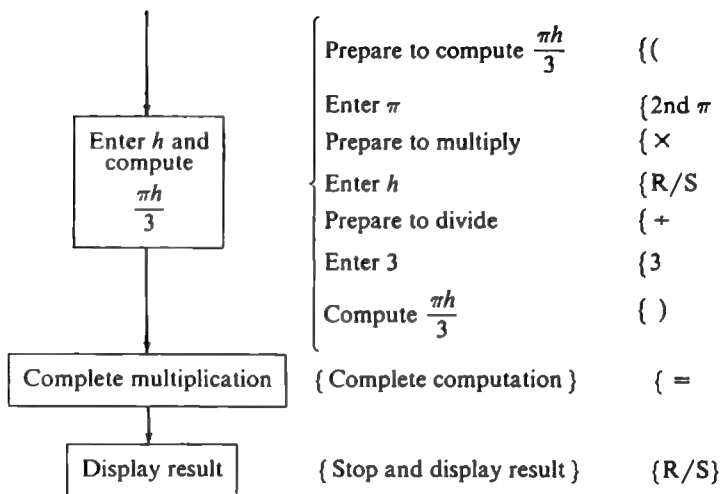 Prepare to compute πh/3 {(
Enter π {2nd π
Prepare to multiply {×
Enter h {R/S
Prepare to divide {+
Enter 3 {3
Compute πh/3 { )
Enter h and
compute
πh/3
Complete multiplication { Complete computation } { =
Display result { Stop and display result } {R/S}